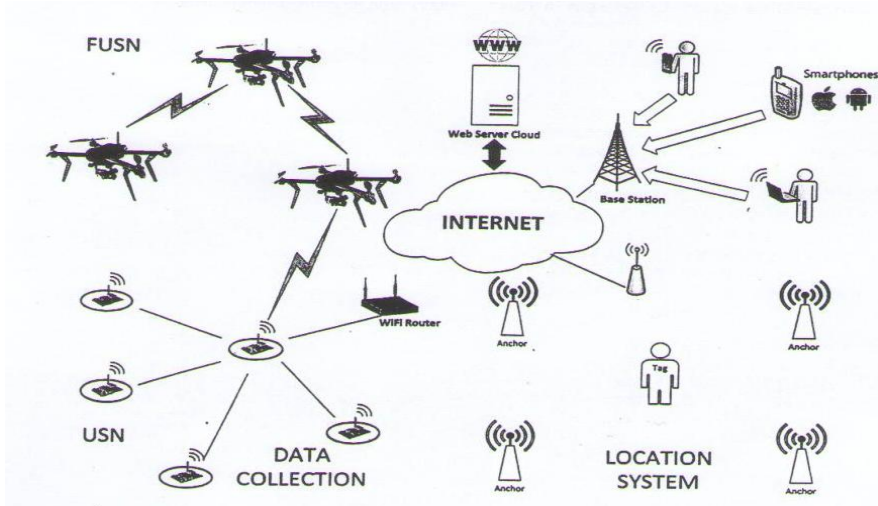 FUSN
WWW
Web Server Cloud
Smartphones
Base Station
INTERNET
WiFi Router
Anchor
Anchor
Tag
USN
DATA
COLLECTION
LOCATION
SYSTEM
Anchor
Anchor